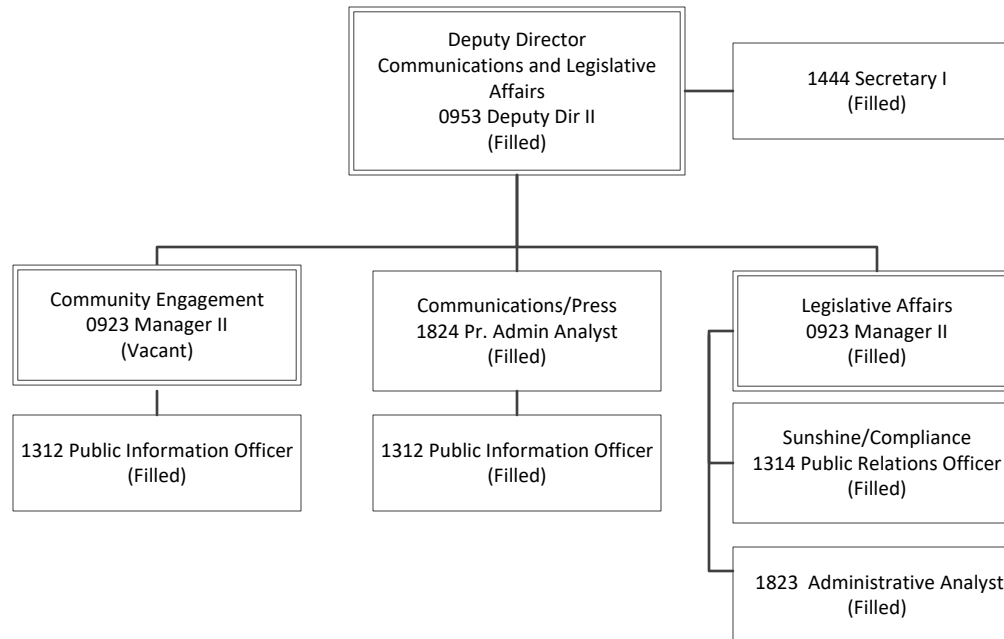 Deputy Director
Communications and Legislative
Affairs
0953 Deputy Dir II
(Filled)
1444 Secretary I
(Filled)
Community Engagement
0923 Manager II
(Vacant)
Communications/Press
1824 Pr. Admin Analyst
(Filled)
Legislative Affairs
0923 Manager II
(Filled)
1312 Public Information Officer
(Filled)
1312 Public Information Officer
(Filled)
Sunshine/Compliance
1314 Public Relations Officer
(Filled)
1823  Administrative Analyst
(Filled)